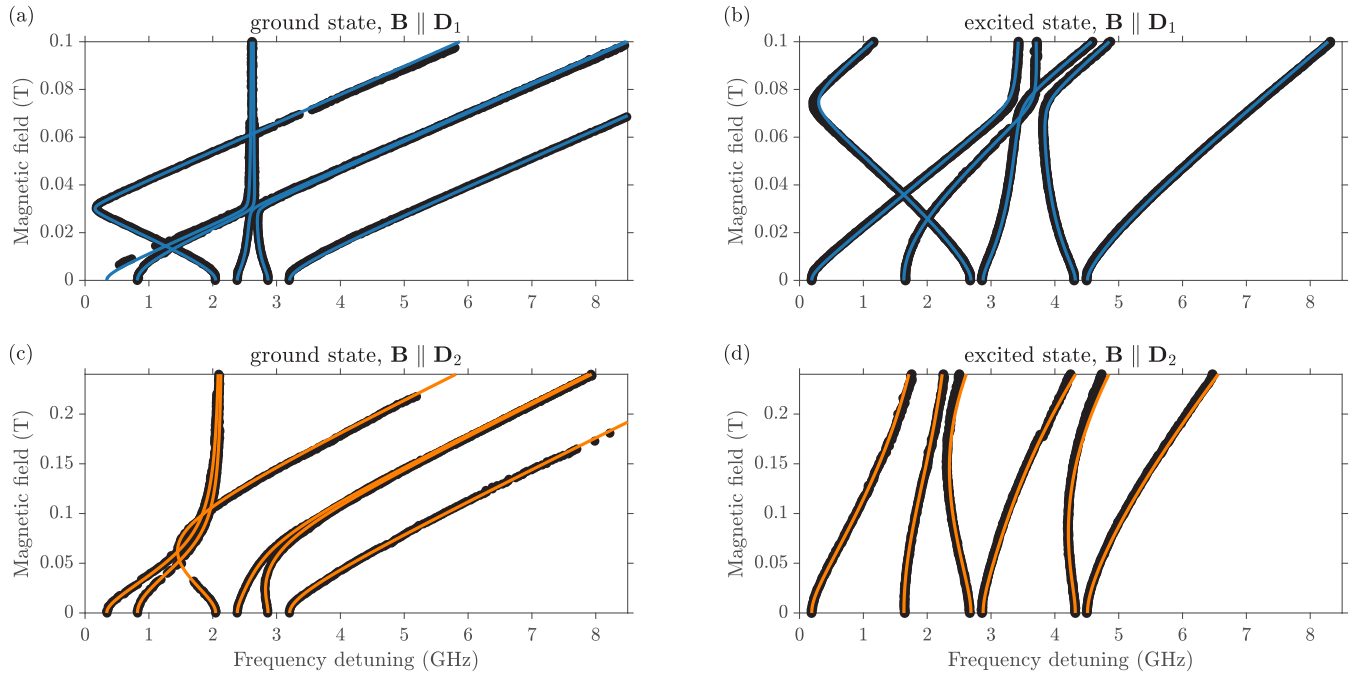 (a)
ground state, B ∥ D₁
Magnetic field (T)
0.1
0.08
0.06
0.04
0.02
0
0 1 2 3 4 5 6 7 8
(b)
excited state, B ∥ D₁
Magnetic field (T)
0.1
0.08
0.06
0.04
0.02
0
0 1 2 3 4 5 6 7 8
(c)
ground state, B ∥ D₂
Magnetic field (T)
0.2
0.15
0.1
0.05
0
0 1 2 3 4 5 6 7 8
Frequency detuning (GHz)
(d)
excited state, B ∥ D₂
Magnetic field (T)
0.2
0.15
0.1
0.05
0
0 1 2 3 4 5 6 7 8
Frequency detuning (GHz)